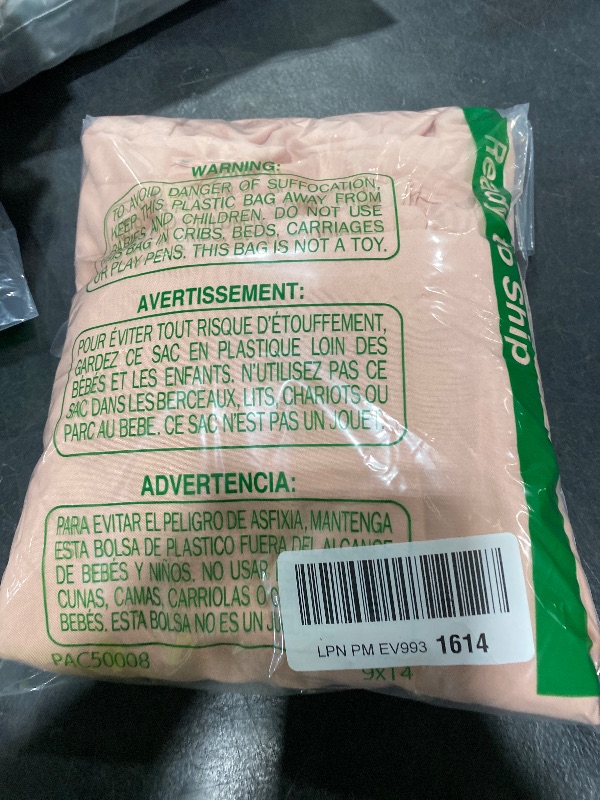 WARNING:
TO AVOID DANGER OF SUFFOCATION,
KEEP THIS PLASTIC BAG AWAY FROM
BABIES AND CHILDREN. DO NOT USE
THIS BAG IN CRIBS, BEDS, CARRIAGES
OR PLAY PENS. THIS BAG IS NOT A TOY.
Ready To Ship
AVERTISSEMENT:
POUR ÉVITER TOUT RISQUE D'ÉTOUFFEMENT,
GARDEZ CE SAC EN PLASTIQUE LOIN DES
BÉBÉS ET LES ENFANTS. N'UTILISEZ PAS CE
SAC DANS LES BERCEAUX, LITS, CHARIOTS OU
PARC AU BEBE. CE SAC N'EST PAS UN JOUET.
ADVERTENCIA:
PARA EVITAR EL PELIGRO DE ASFIXIA, MANTENGA
ESTA BOLSA DE PLASTICO FUERA DEL ALCANCE
DE BEBÉS Y NIÑOS. NO USAR
CUNAS, CAMAS, CARRIOLAS O
BEBÉS. ESTA BOLSA NO ES UN
LPN PM EV993 1614
PAC50008
9x14